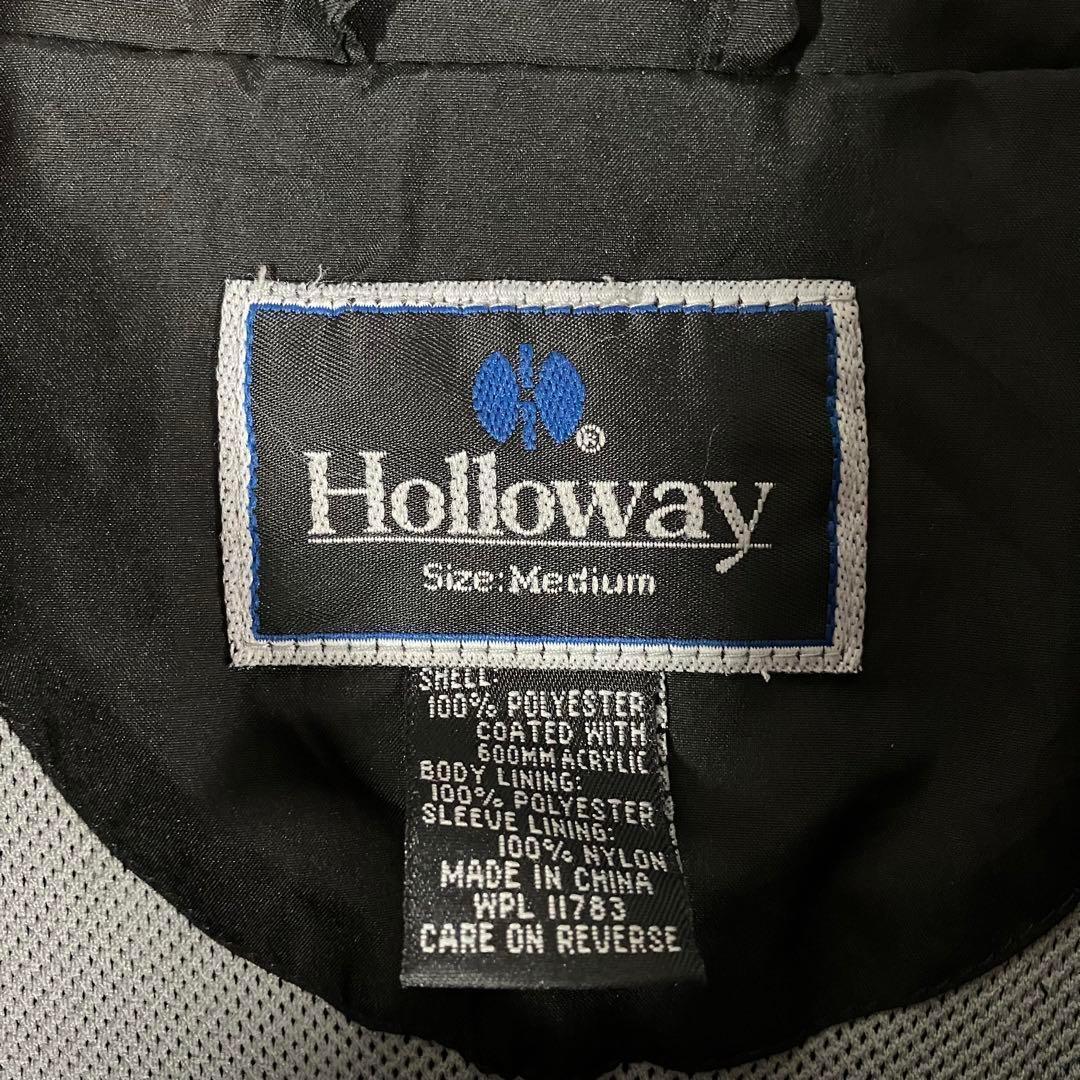 ®
Holloway
Size:Medium
SHELL:
100% POLYESTER
COATED WITH
600MM ACRYLIC
BODY LINING:
100% POLYESTER
SLEEVE LINING:
100% NYLON
MADE IN CHINA
WPL 11783
CARE ON REVERSE